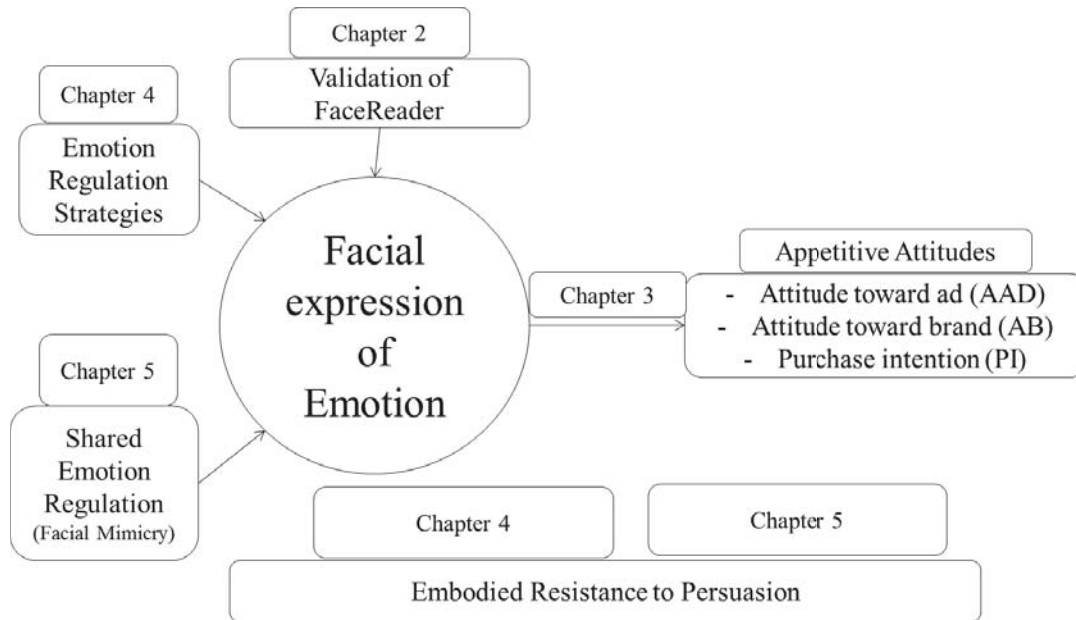 Chapter 2
Validation of
FaceReader
Chapter 4
Emotion
Regulation
Strategies
Facial
expression
of
Emotion
Chapter 3
Appetitive Attitudes
- Attitude toward ad (AAD)
- Attitude toward brand (AB)
- Purchase intention (PI)
Chapter 5
Shared
Emotion
Regulation
(Facial Mimicry)
Chapter 4
Chapter 5
Embodied Resistance to Persuasion